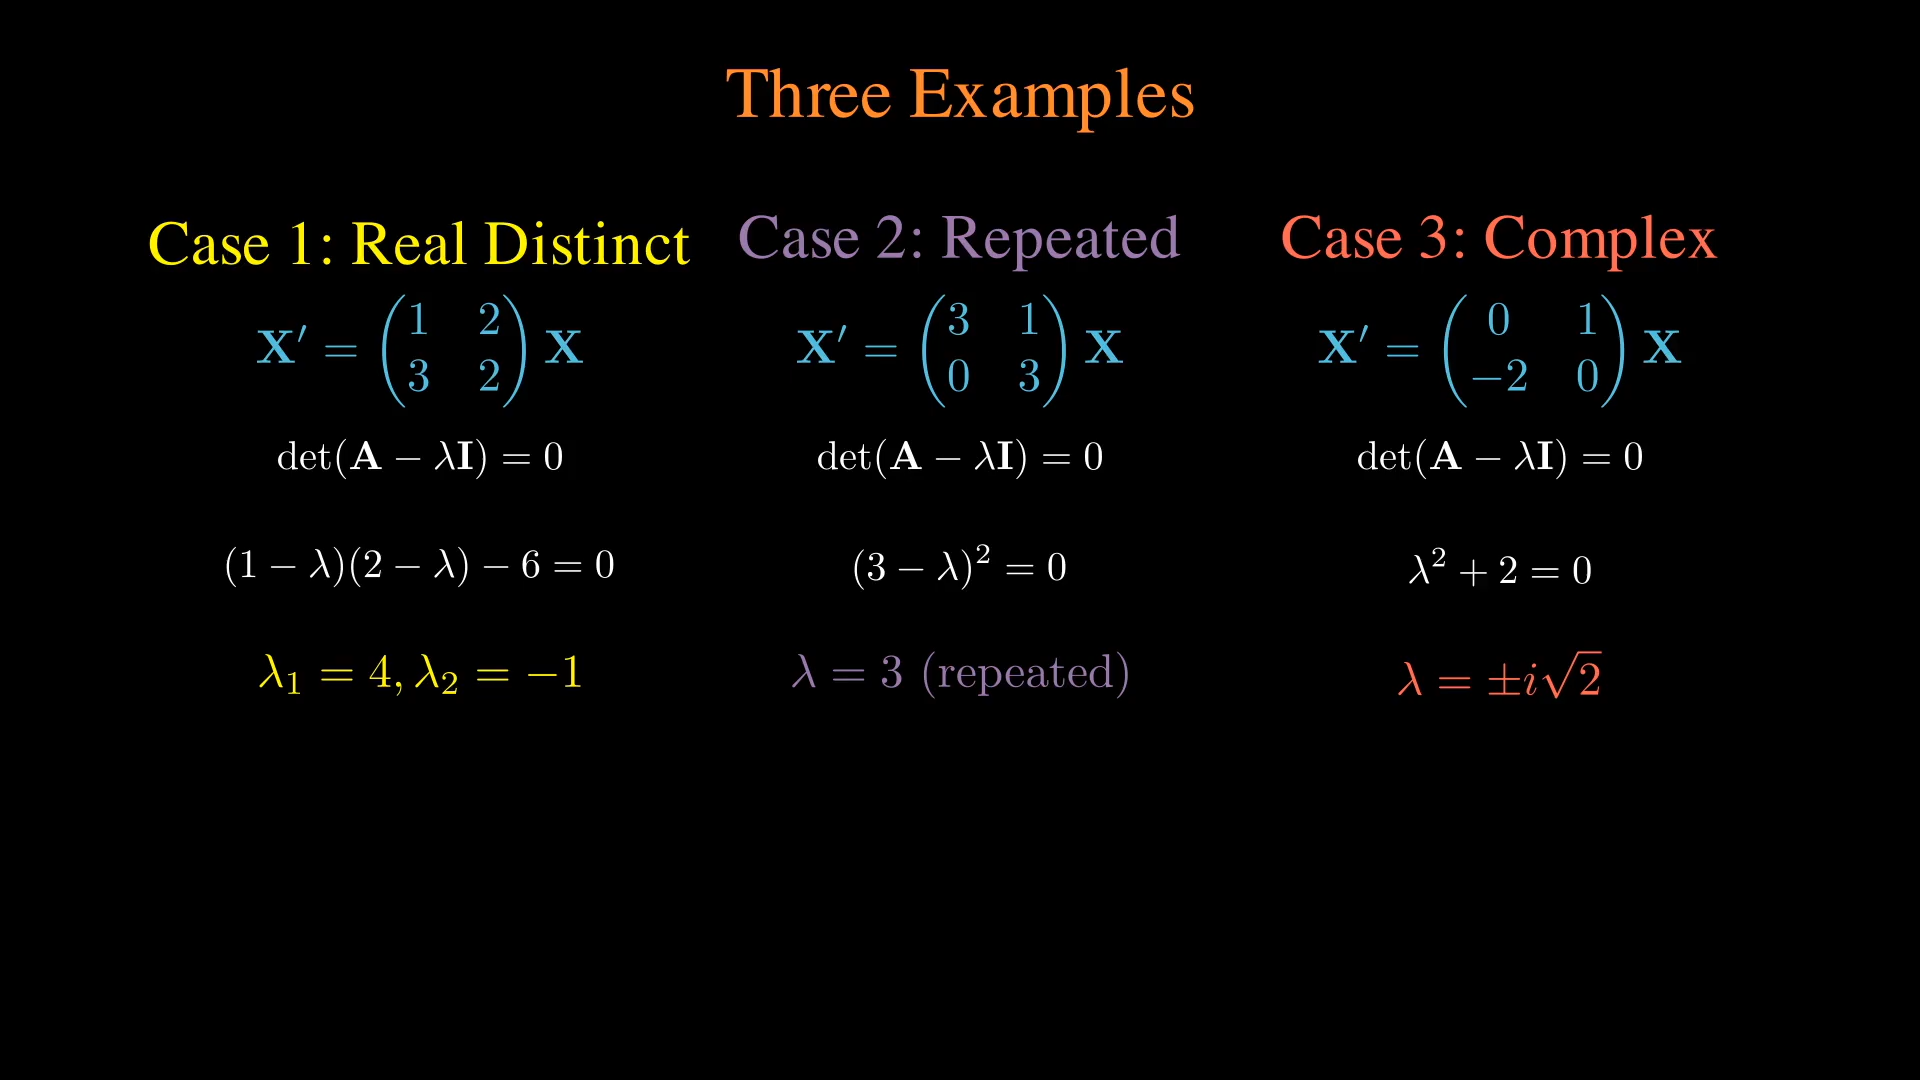 Three Examples
Case 1: Real Distinct
X′ = (1 2
3 2) X
det(A − λI) = 0
(1 − λ)(2 − λ) − 6 = 0
λ₁ = 4, λ₂ = −1
Case 2: Repeated
X′ = (3 1
0 3) X
det(A − λI) = 0
(3 − λ)² = 0
λ = 3 (repeated)
Case 3: Complex
X′ = (0 1
−2 0) X
det(A − λI) = 0
λ² + 2 = 0
λ = ±i√2